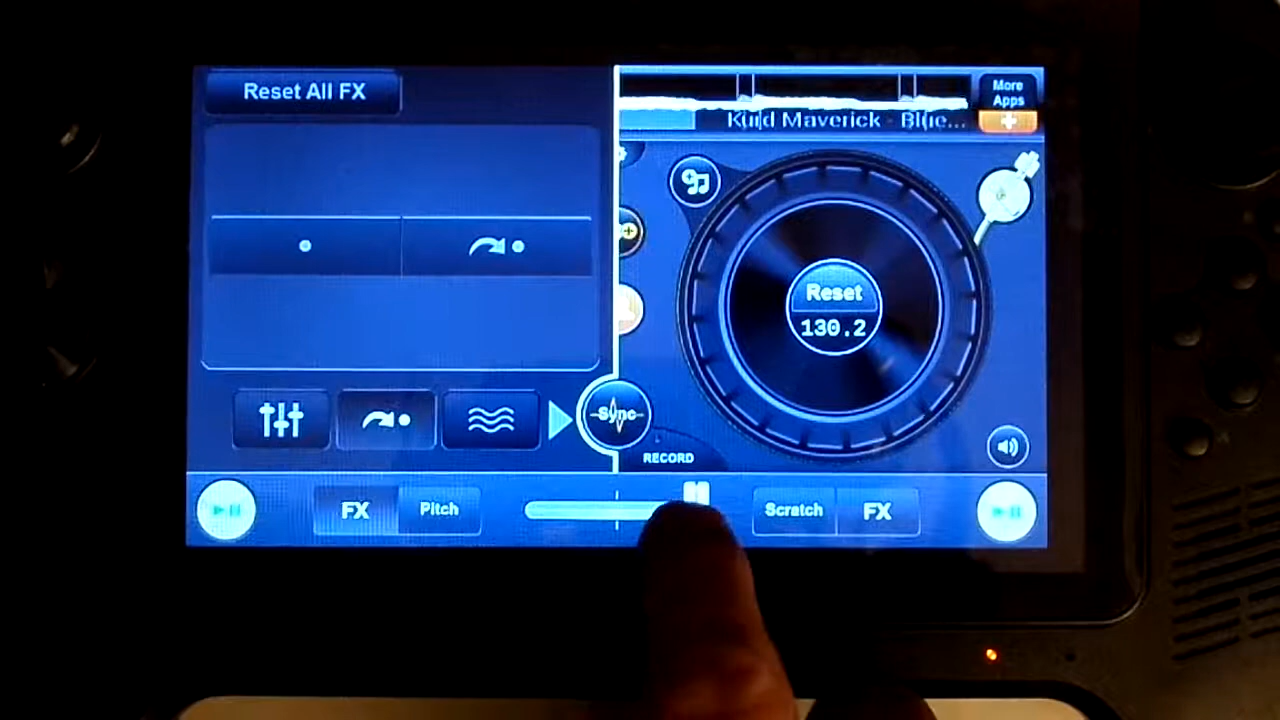 Reset All FX
More
Apps
Kurd Maverick - Blue...
Reset
130.2
Sync
RECORD
FX
Pitch
Scratch
FX